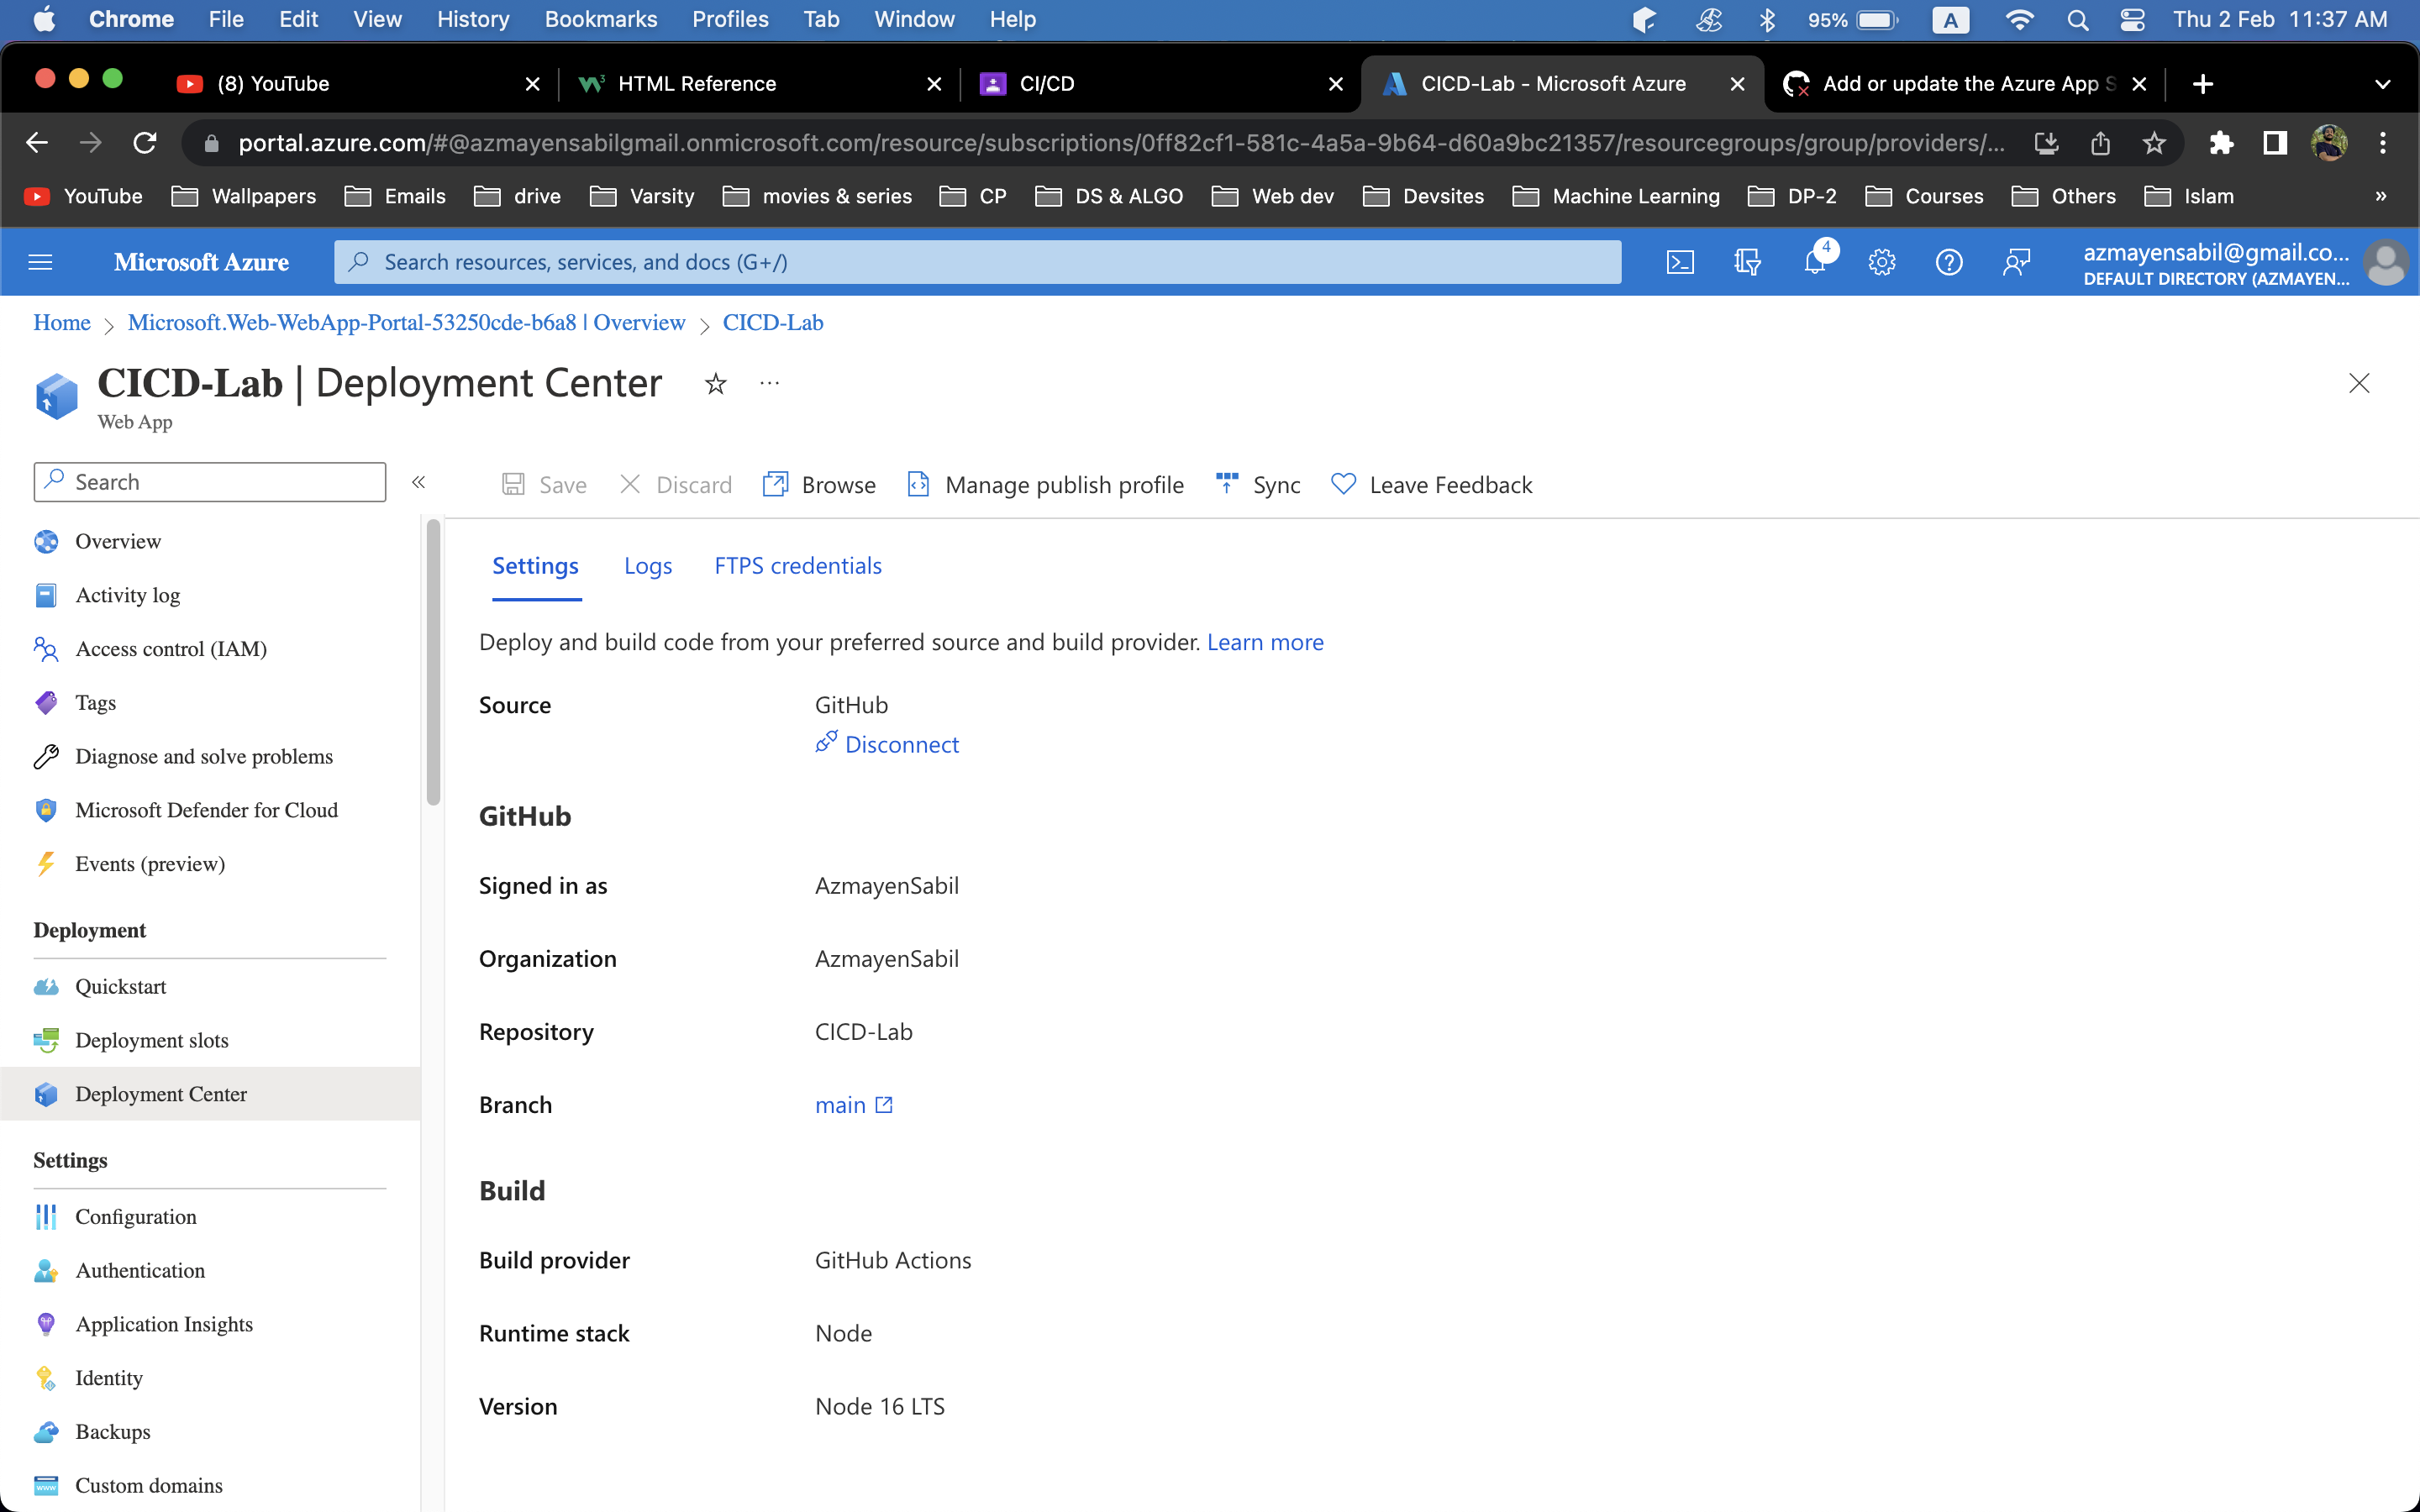 Chrome File Edit View History Bookmarks Profiles Tab Window Help 95% A Thu 2 Feb 11:37 AM
(8) YouTube HTML Reference CI/CD CICD-Lab - Microsoft Azure Add or update the Azure App S
portal.azure.com/#@azmayensabilgmail.onmicrosoft.com/resource/subscriptions/0ff82cf1-581c-4a5a-9b64-d60a9bc21357/resourcegroups/group/providers/...
YouTube Wallpapers Emails drive Varsity movies & series CP DS & ALGO Web dev Devsites Machine Learning DP-2 Courses Others Islam »
Microsoft Azure Search resources, services, and docs (G+/) 4 azmayensabil@gmail.co...
DEFAULT DIRECTORY (AZMAYEN...
Home > Microsoft.Web-WebApp-Portal-53250cde-b6a8 | Overview > CICD-Lab
CICD-Lab | Deployment Center ...
Web App
Search « Save Discard Browse Manage publish profile Sync Leave Feedback
Overview
Activity log
Access control (IAM)
Tags
Diagnose and solve problems
Microsoft Defender for Cloud
Events (preview)
Deployment
Quickstart
Deployment slots
Deployment Center
Settings
Configuration
Authentication
Application Insights
Identity
Backups
Custom domains
Settings Logs FTPS credentials
Deploy and build code from your preferred source and build provider. Learn more
Source GitHub
Disconnect
GitHub
Signed in as AzmayenSabil
Organization AzmayenSabil
Repository CICD-Lab
Branch main
Build
Build provider GitHub Actions
Runtime stack Node
Version Node 16 LTS